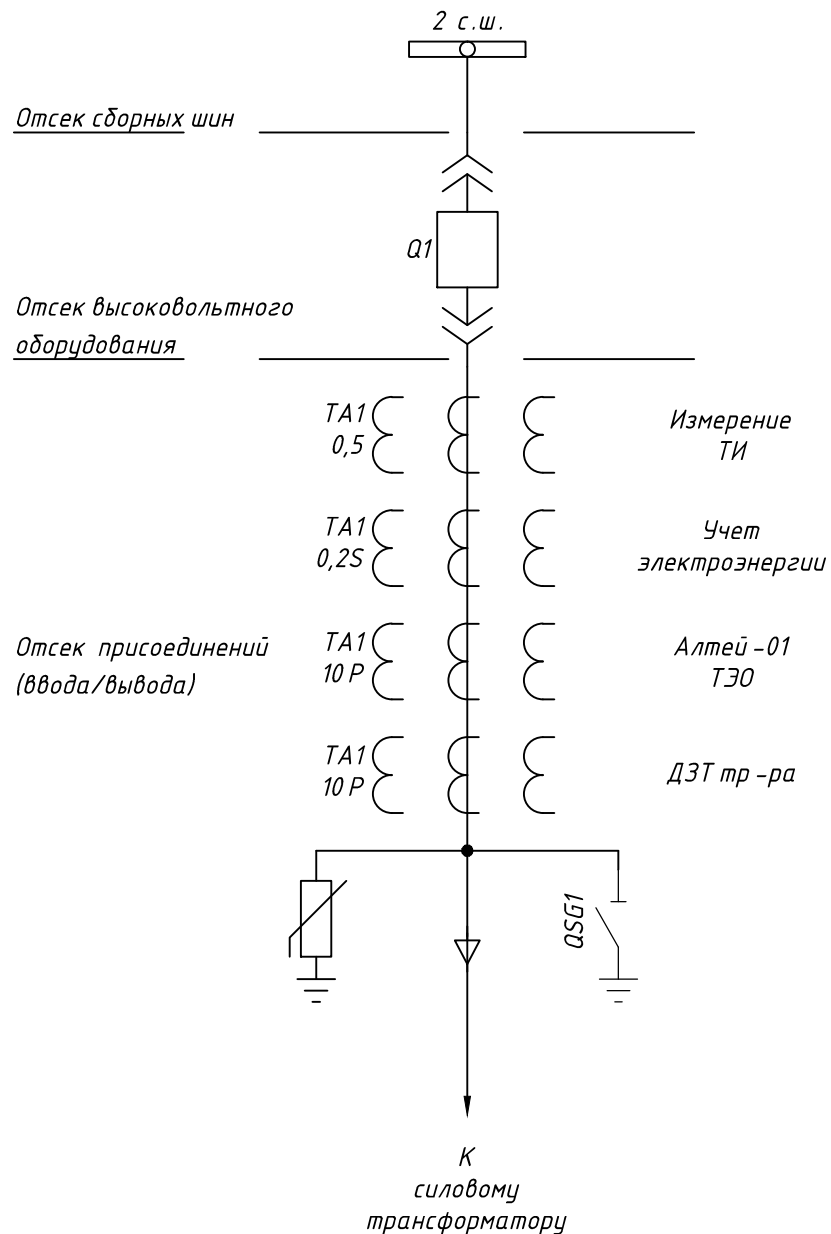 2 с.ш.
Отсек сборных шин
Q1
Отсек высоковольтного
оборудования
TA1
0,5
Измерение
ТИ
TA1
0,2S
Учет
электроэнергии
Отсек присоединений
(ввода/вывода)
TA1
10 Р
Алтей -01
ТЭО
TA1
10 Р
ДЗТ тр -ра
QSG1
К
силовому
трансформатору